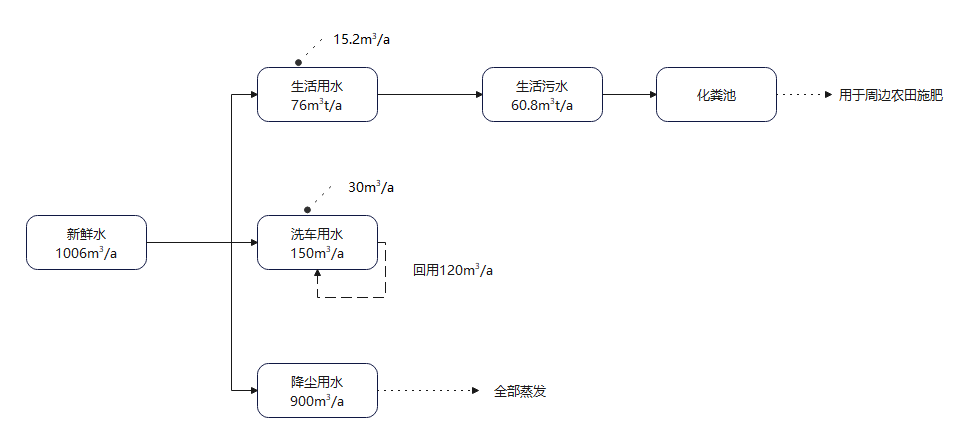 15.2m³/a
生活用水
76m³t/a
生活污水
60.8m³t/a
化粪池
用于周边农田施肥
30m³/a
新鲜水
1006m³/a
洗车用水
150m³/a
回用120m³/a
降尘用水
900m³/a
全部蒸发